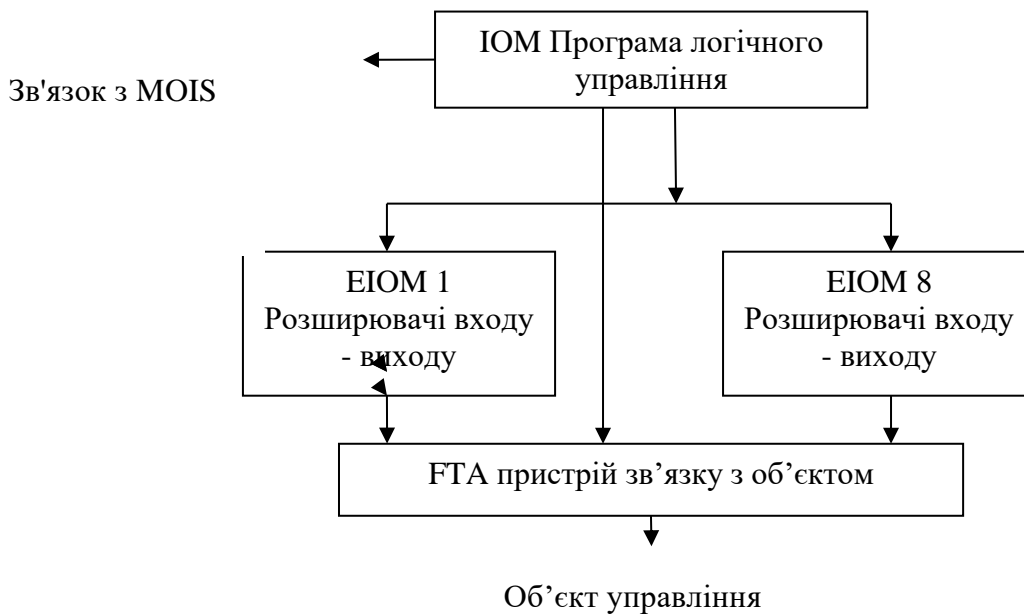 ІОМ Програма логічного
управління
Зв'язок з MOIS
ЕІОМ 1
Розширювачі входу
- виходу
ЕІОМ 8
Розширювачі входу
- виходу
FTA пристрій зв’язку з об’єктом
Об’єкт управління